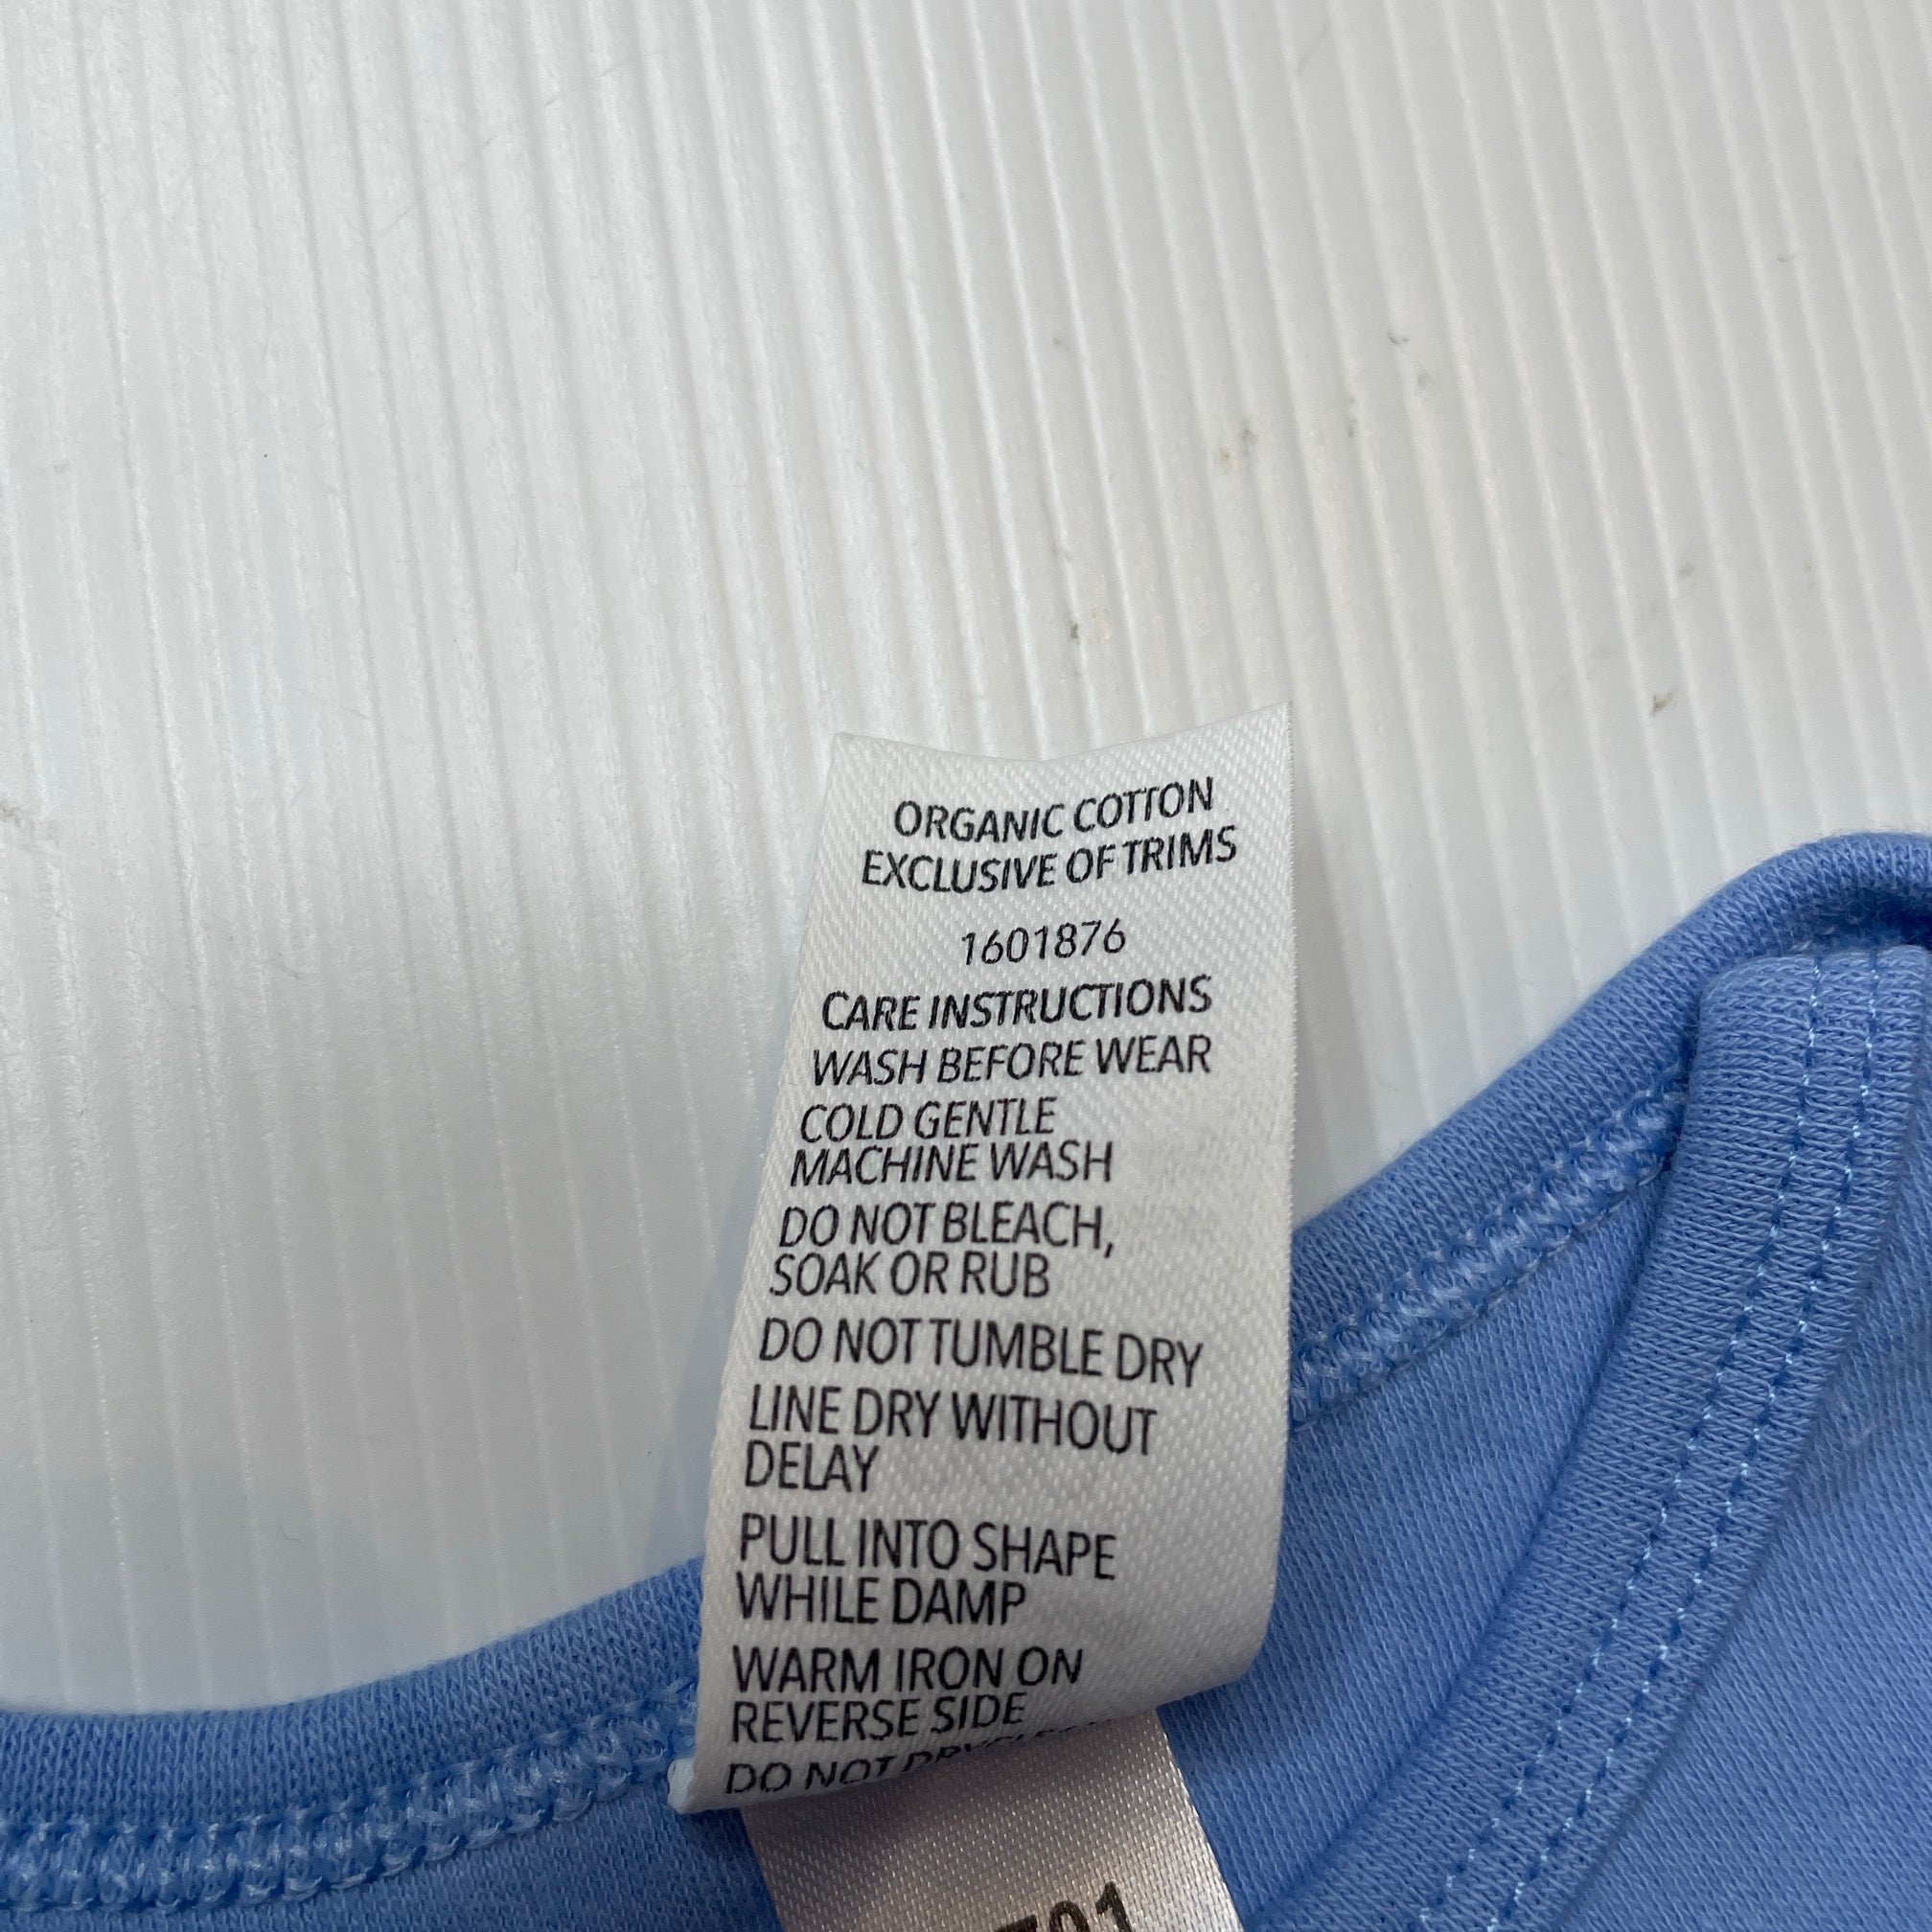 ORGANIC COTTON
EXCLUSIVE OF TRIMS
1601876
CARE INSTRUCTIONS
WASH BEFORE WEAR
COLD GENTLE
MACHINE WASH
DO NOT BLEACH,
SOAK OR RUB
DO NOT TUMBLE DRY
LINE DRY WITHOUT
DELAY
PULL INTO SHAPE
WHILE DAMP
WARM IRON ON
REVERSE SIDE
DO NOT